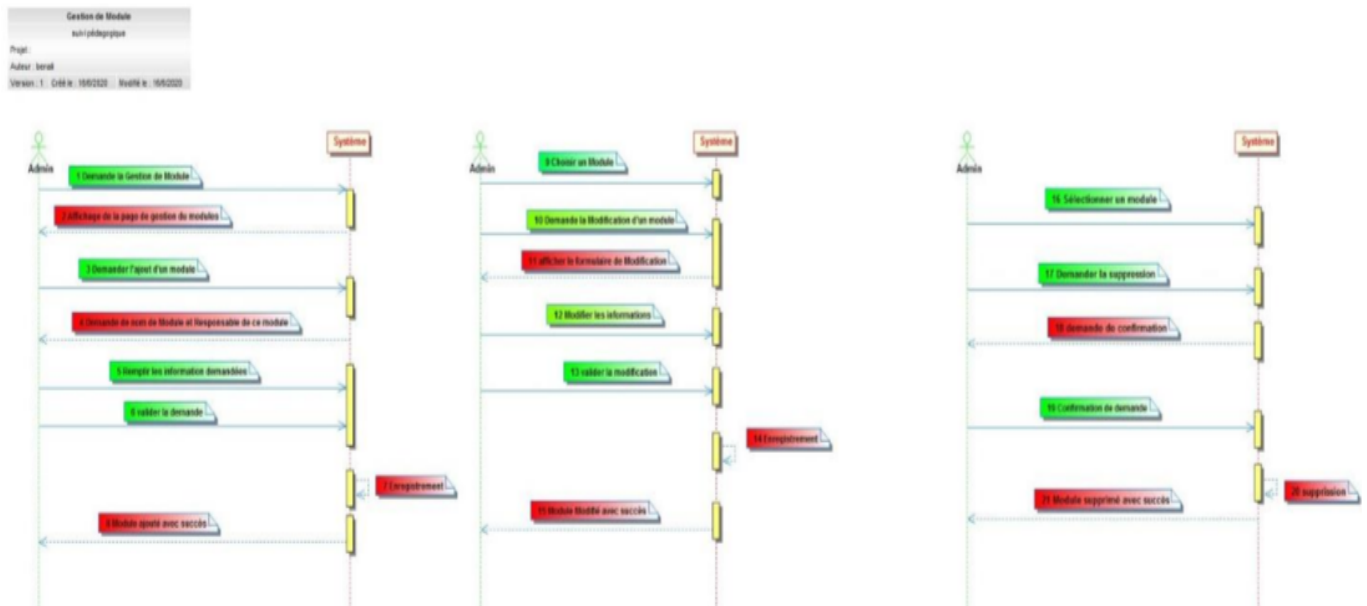 Gestion de Module
suivi pédagogique
Projet :
Auteur : benali
Version : 1 Créé le : 16/6/2020 Modifié le : 16/6/2020
Admin
Système
1 Demande la Gestion de Module
2 Affichage de la page de gestion du modules
3 Demander l'ajout d'un module
4 Demande de nom de Module et Responsable de ce module
5 Remplir les information demandées
6 valider la demande
7 Enregistrement
8 Module ajouté avec succès
Admin
Système
9 Choisir un Module
10 Demande la Modification d'un module
11 afficher le formulaire de Modification
12 Modifier les informations
13 valider la modification
14 Enregistrement
15 Module Modifié avec succès
Admin
Système
16 Sélectionner un module
17 Demander la suppression
18 demande de confirmation
19 Confirmation de demande
20 supprission
21 Module supprimé avec succès